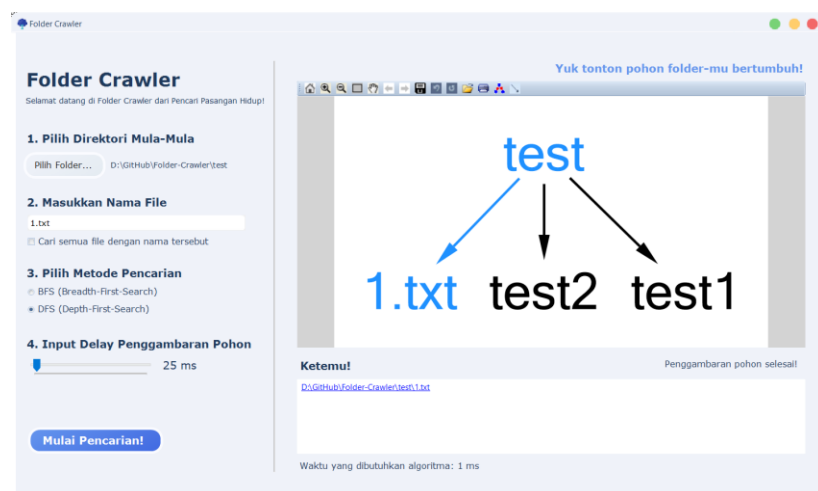 Folder Crawler
Folder Crawler
Selamat datang di Folder Crawler dari Pencari Pasangan Hidup!
1. Pilih Direktori Mula-Mula
Pilih Folder... D:\GitHub\Folder-Crawler\test
2. Masukkan Nama File
1.txt
Cari semua file dengan nama tersebut
3. Pilih Metode Pencarian
BFS (Breadth-First-Search)
DFS (Depth-First-Search)
4. Input Delay Penggambaran Pohon
25 ms
Mulai Pencarian!
Yuk tonton pohon folder-mu bertumbuh!
test
1.txt test2 test1
Ketemu! Penggambaran pohon selesai!
D:\GitHub\Folder-Crawler\test\1.txt
Waktu yang dibutuhkan algoritma: 1 ms